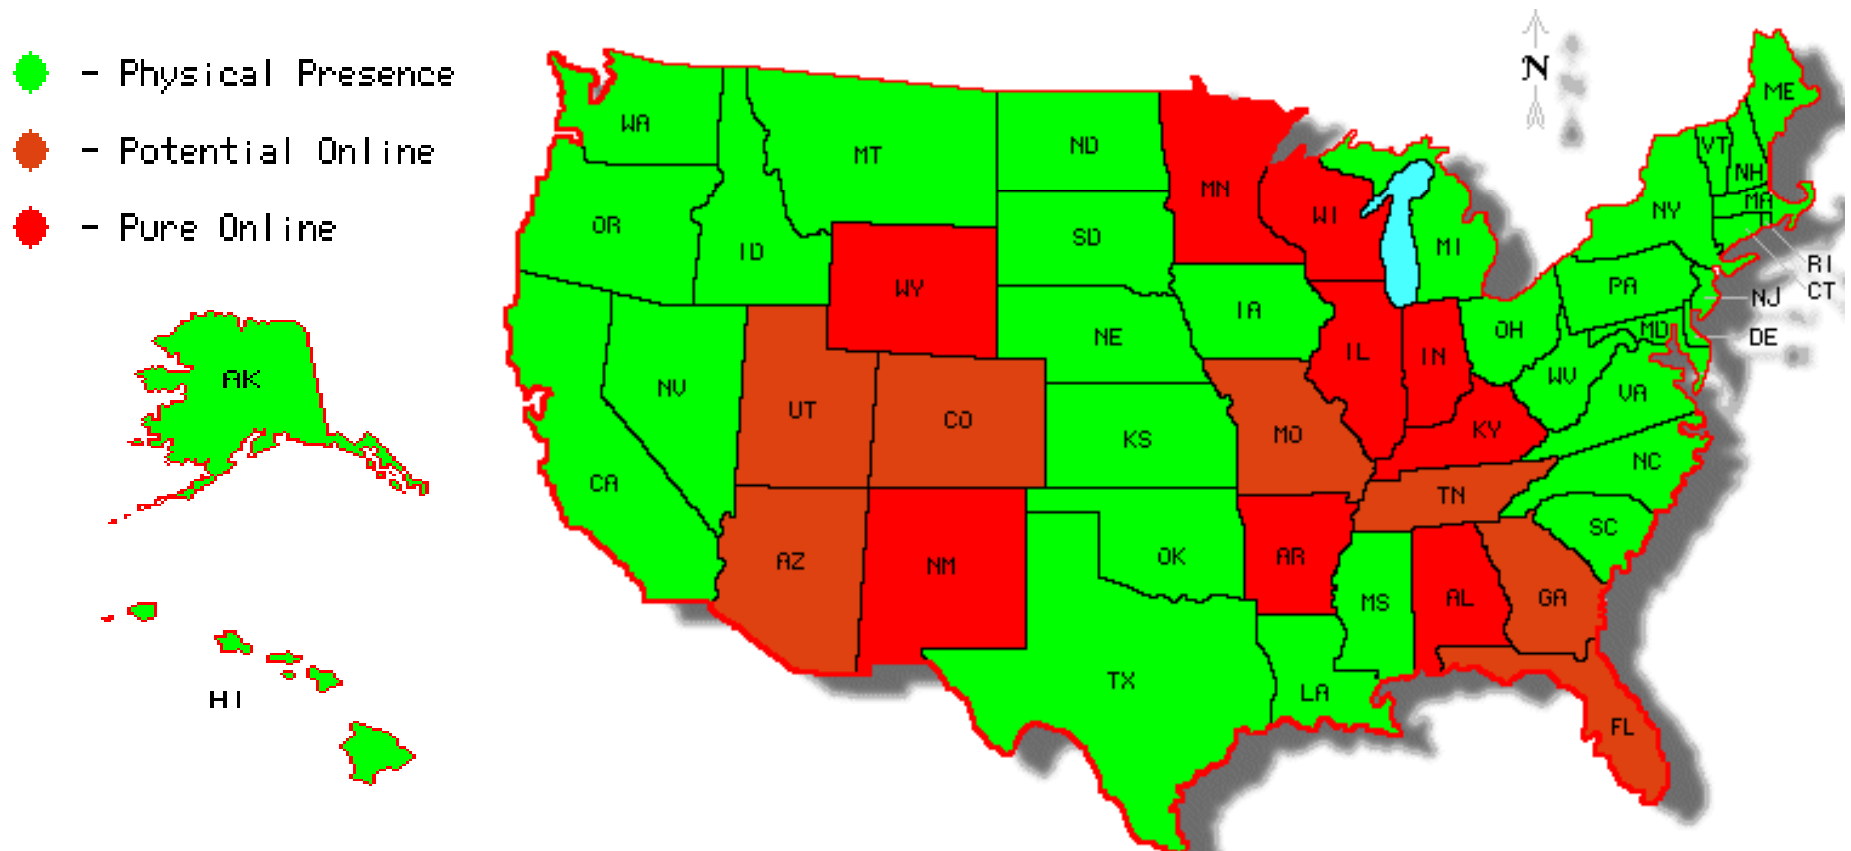 - Physical Presence
- Potential Online
- Pure Online
N
ME
WA
VT
MT
ND
NH
MN
MA
WI
NY
OR
SD
ID
MI
RI
PA
CT
WY
NJ
IA
OH
MD
NE
DE
IL
IN
AK
WV
NV
VA
UT
CO
KY
MO
KS
NC
CA
TN
SC
AZ
NM
OK
AR
MS
AL
GA
TX
LA
HI
FL